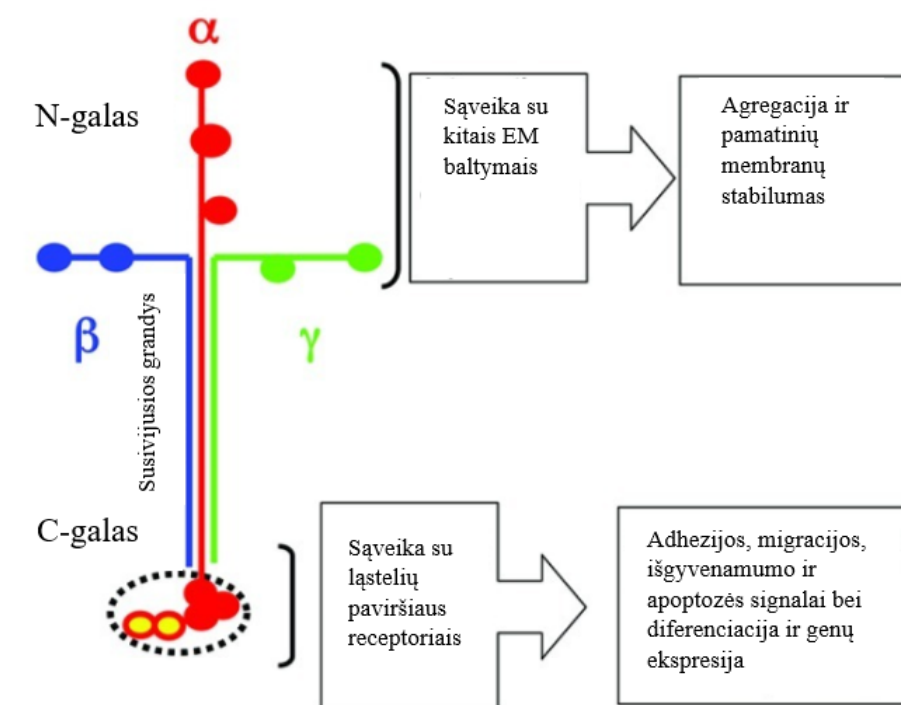 α
N-galas
Sąveika su
kitais EM
baltymais
Agregacija ir
pamatinių
membranų
stabilumas
β
Susivijusios grandys
γ
C-galas
Sąveika su
ląstelių
paviršiaus
receptoriais
Adhezijos, migracijos,
išgyvenamumo ir
apoptozės signalai bei
diferenciacija ir genų
ekspresija